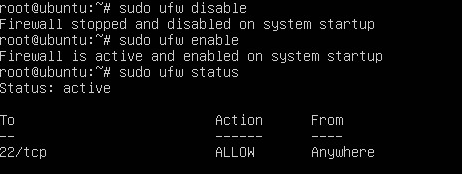 root@ubuntu:~# sudo ufw disable
Firewall stopped and disabled on system startup
root@ubuntu:~# sudo ufw enable
Firewall is active and enabled on system startup
root@ubuntu:~# sudo ufw status
Status: active
To                         Action      From
--                         ------      ----
22/tcp                     ALLOW       Anywhere